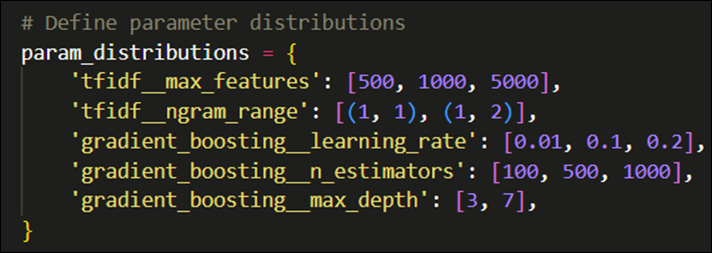 # Define parameter distributions
param_distributions = {
    'tfidf__max_features': [500, 1000, 5000],
    'tfidf__ngram_range': [(1, 1), (1, 2)],
    'gradient_boosting__learning_rate': [0.01, 0.1, 0.2],
    'gradient_boosting__n_estimators': [100, 500, 1000],
    'gradient_boosting__max_depth': [3, 7],
}